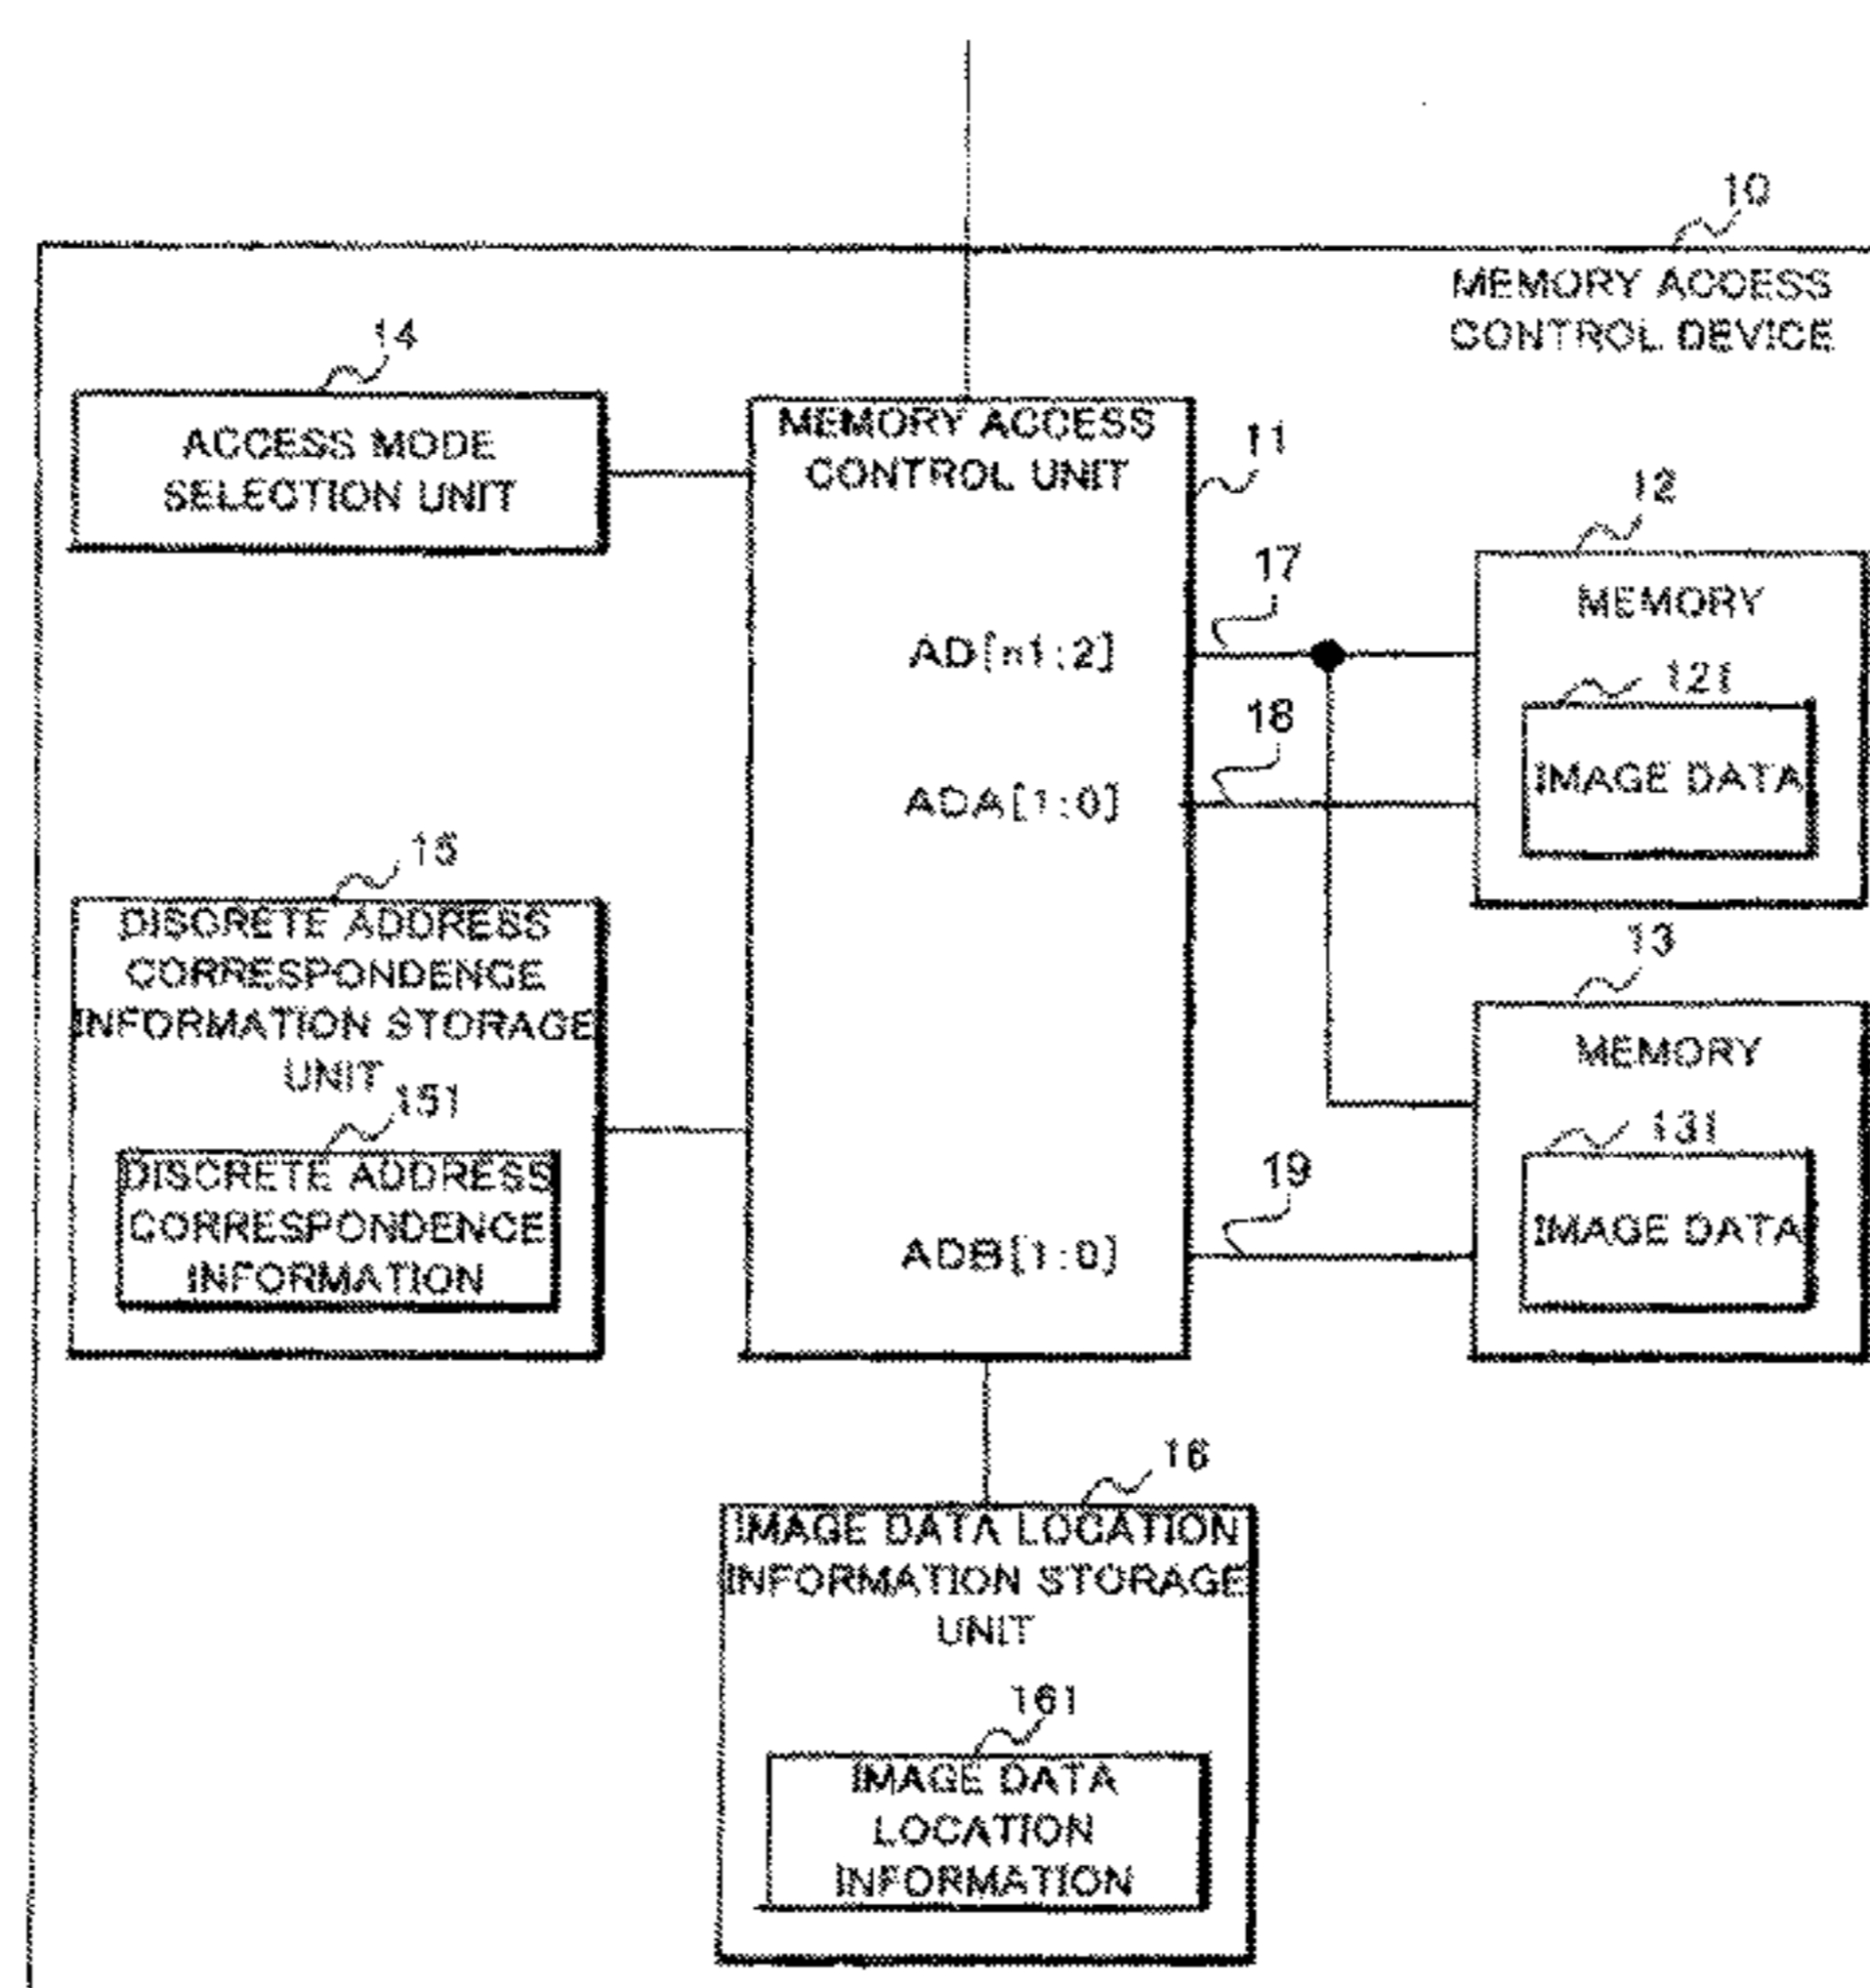 10
MEMORY ACCESS
CONTROL DEVICE
14
ACCESS MODE
SELECTION UNIT
MEMORY ACCESS
CONTROL UNIT
11
12
MEMORY
17
AD[n1:2]
121
IMAGE DATA
18
ADA[1:0]
15
DISCRETE ADDRESS
CORRESPONDENCE
INFORMATION STORAGE
UNIT
151
DISCRETE ADDRESS
CORRESPONDENCE
INFORMATION
13
MEMORY
131
IMAGE DATA
19
ADB[1:0]
16
IMAGE DATA LOCATION
INFORMATION STORAGE
UNIT
161
IMAGE DATA
LOCATION
INFORMATION